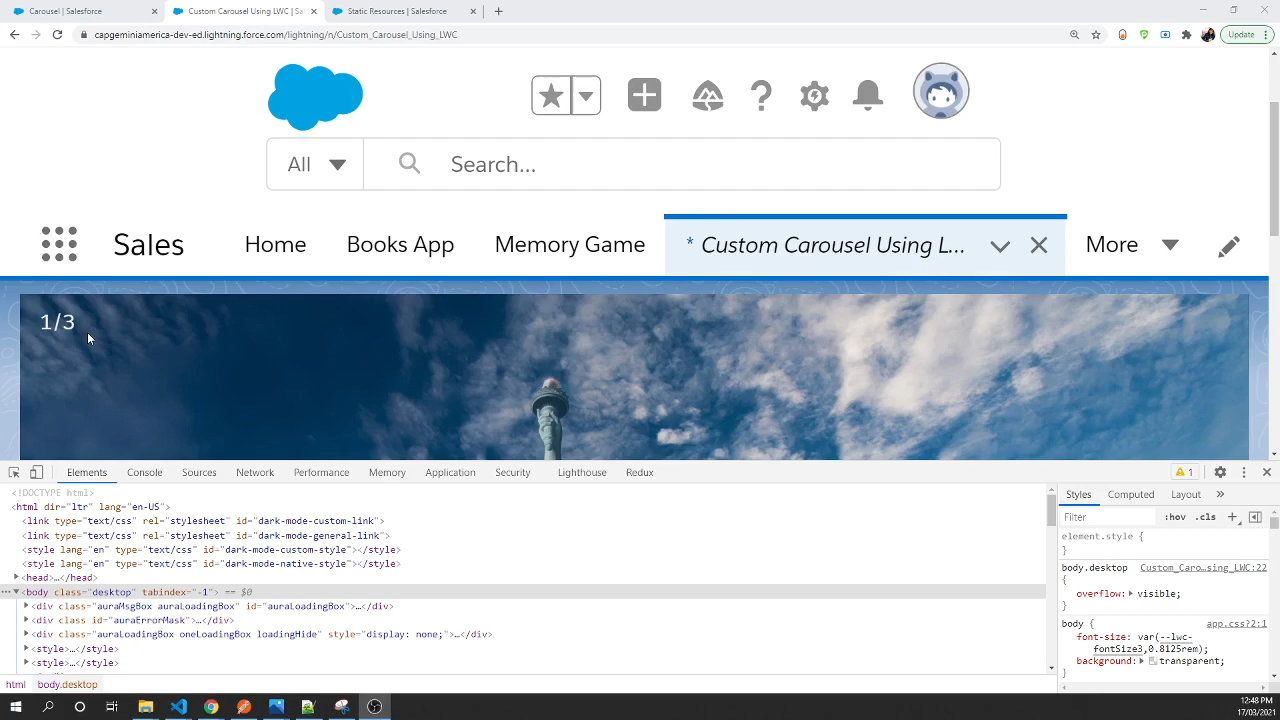 Carousel | Salesforce
Custom Carousel Using LWC | Sa
Static Resources | Salesforce
capgeminiamerica-dev-ed.lightning.force.com/lightning/n/Custom_Carousel_Using_LWC
Update
All
Search...
Sales
Home
Books App
Memory Game
* Custom Carousel Using L...
More
1/3
Elements
Console
Sources
Network
Performance
Memory
Application
Security
Lighthouse
Redux
1
<!DOCTYPE html>
<html dir="ltr" lang="en-US">
<link type="text/css" rel="stylesheet" id="dark-mode-custom-link">
<link type="text/css" rel="stylesheet" id="dark-mode-general-link">
<style lang="en" type="text/css" id="dark-mode-custom-style"></style>
<style lang="en" type="text/css" id="dark-mode-native-style"></style>
<head>…</head>
<body class="desktop" tabindex="-1"> == $0
<div class="auraMsgBox auraLoadingBox" id="auraLoadingBox">…</div>
<div class id="auraErrorMask">…</div>
<div class="auraLoadingBox oneLoadingBox loadingHide" style="display: none;">…</div>
<style>…</style>
<style>…</style>
html
body.desktop
Styles
Computed
Layout
Filter
:hov
.cls
element.style {
}
body.desktop
Custom_Caro…sing_LWC:22
{
overflow: visible;
}
body {
app.css?2:1
font-size: var(--lwc-
fontSize3,0.8125rem);
background: transparent;
}
12:48 PM
17/03/2021